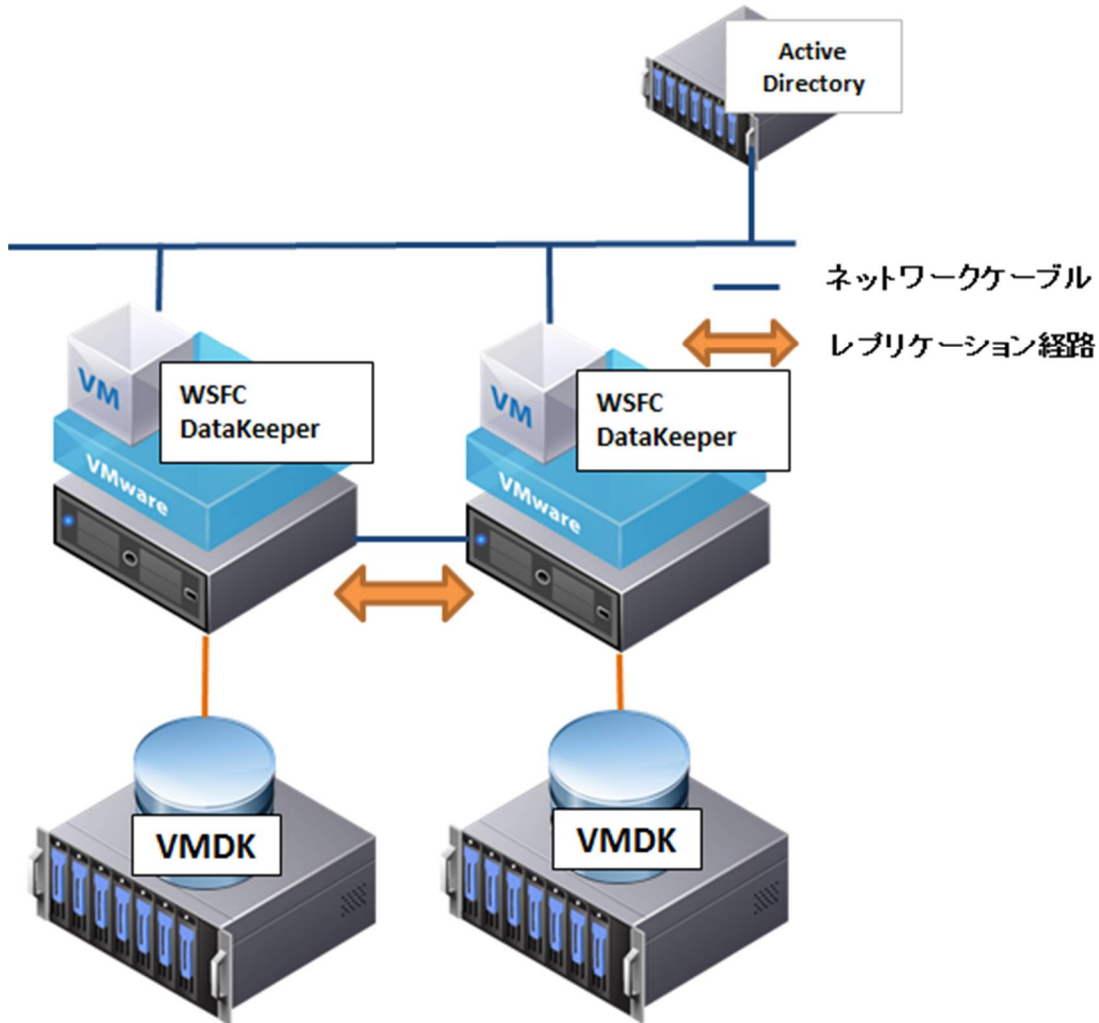 Active
Directory
ネットワークケーブル
レプリケーション経路
VM
WSFC
DataKeeper
VMware
VM
WSFC
DataKeeper
VMware
VMDK
VMDK